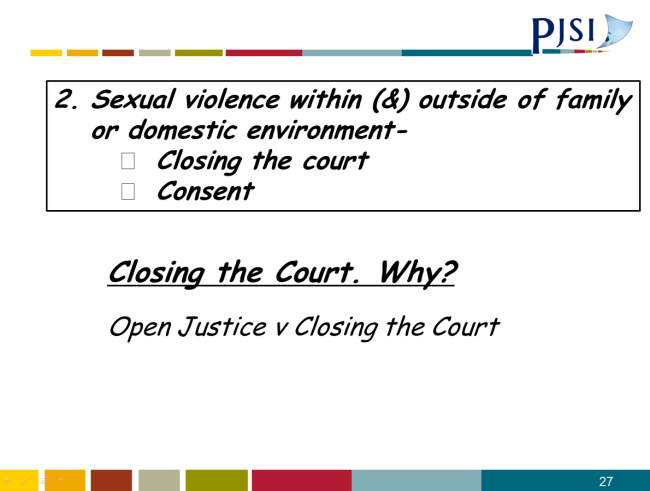 PJSI
2. Sexual violence within (&) outside of family
or domestic environment-
Closing the court
Consent
Closing the Court. Why?
Open Justice v Closing the Court
27